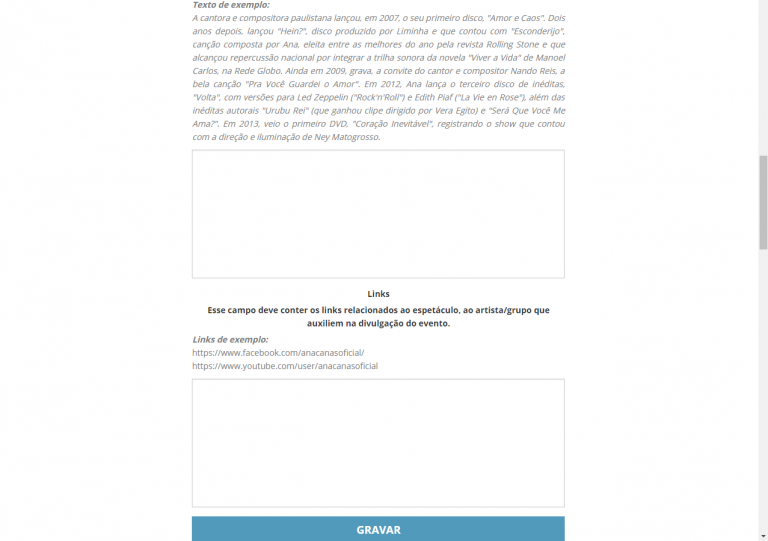 Texto de exemplo:
A cantora e compositora paulistana lançou, em 2007, o seu primeiro disco, "Amor e Caos". Dois
anos depois, lançou "Hein?", disco produzido por Liminha e que contou com "Esconderijo",
canção composta por Ana, eleita entre as melhores do ano pela revista Rolling Stone e que
alcançou repercussão nacional por integrar a trilha sonora da novela "Viver a Vida" de Manoel
Carlos, na Rede Globo. Ainda em 2009, grava, a convite do cantor e compositor Nando Reis, a
bela canção "Pra Você Guardei o Amor". Em 2012, Ana lança o terceiro disco de inéditas,
"Volta", com versões para Led Zeppelin ("Rock'n'Roll") e Edith Piaf ("La Vie en Rose"), além das
inéditas autorais "Urubu Rei" (que ganhou clipe dirigido por Vera Egito) e "Será Que Você Me
Ama?". Em 2013, veio o primeiro DVD, "Coração Inevitável", registrando o show que contou
com a direção e iluminação de Ney Matogrosso.
Links
Esse campo deve conter os links relacionados ao espetáculo, ao artista/grupo que
auxiliem na divulgação do evento.
Links de exemplo:
https://www.facebook.com/anacanasoficial/
https://www.youtube.com/user/anacanasoficial
GRAVAR